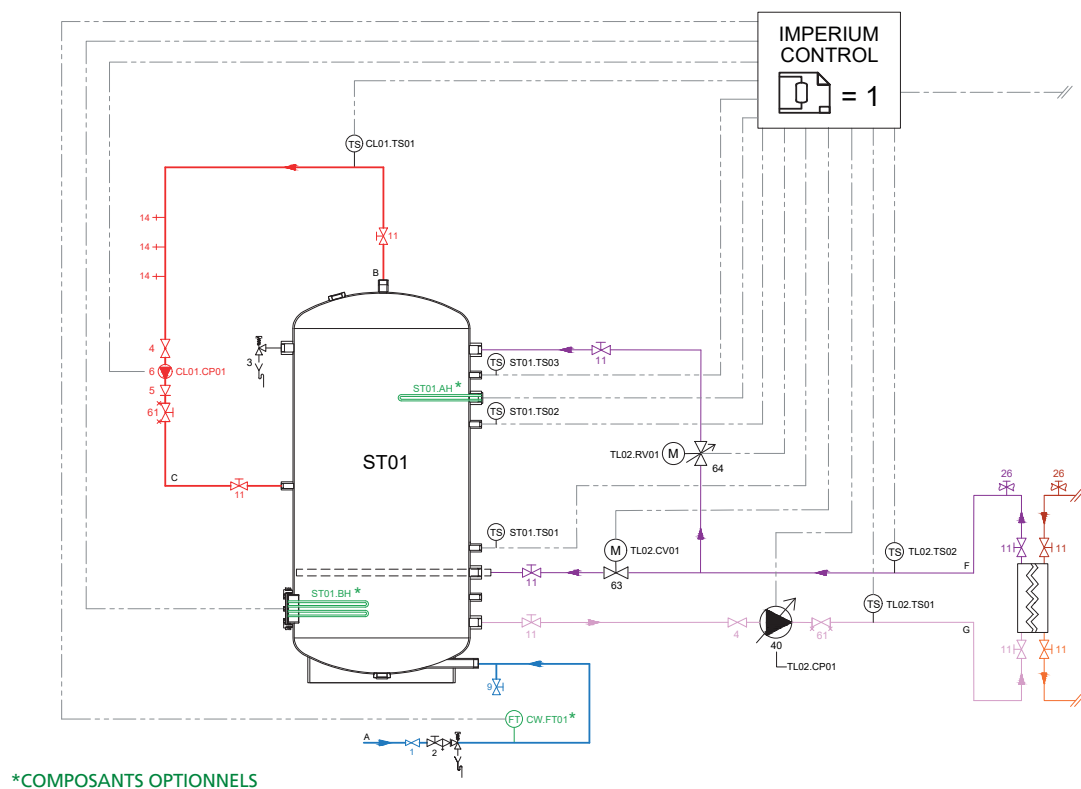 IMPERIUM
CONTROL
= 1
TS CL01.TS01
14
14
14
11
B
4
6 CL01.CP01
5
61
3
C
11
ST01
ST01.AH *
TS ST01.TS03
11
TS ST01.TS02
TL02.RV01 M
64
TS ST01.TS01
M TL02.CV01
TS TL02.TS02
26
26
11
11
F
11
63
ST01.BH *
TS TL02.TS01
11
4
61
G
40
TL02.CP01
11
11
9
FT CW.FT01*
A
1
2
*COMPOSANTS OPTIONNELS